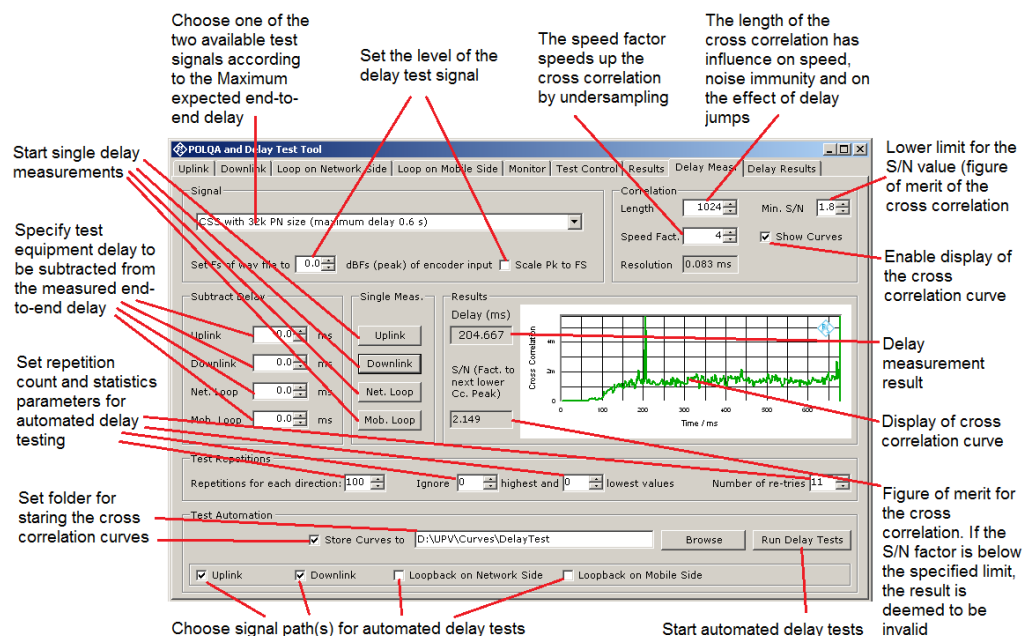 Choose one of the
two available test
signals according
to the Maximum
expected end-to-
end delay
Set the level of the
delay test signal
The speed factor
speeds up the
cross correlation
by undersampling
The length of the
cross correlation has
influence on speed,
noise immunity and on
the effect of delay
jumps
Start single delay
measurements
Specify test
equipment delay to
be subtracted from
the measured end-
to-end delay
Set repetition
count and statistics
parameters for
automated delay
testing
Set folder for
staring the cross
correlation curves
POLQA and Delay Test Tool
Uplink Downlink Loop on Network Side Loop on Mobile Side Monitor Test Control Results Delay Meas. Delay Results
Signal
CSS with 32k PN size (maximum delay 0.6 s)
Set Fs of wav file to 0.0 dBFs (peak) of encoder input Scale Pk to FS
Correlation
Length 1024 Min. S/N 1.8
Speed Fact. 4 Show Curves
Resolution 0.083 ms
Subtract Delay
Uplink 0.0 ms
Downlink 0.0 ms
Net. Loop 0.0 ms
Mob. Loop 0.0 ms
Single Meas.
Uplink
Downlink
Net. Loop
Mob. Loop
Results
Delay (ms)
204.667
S/N (Fact. to
next lower
Cc. Peak)
2.149
Cross Correlation
4m
2m
0
0 100 200 300 400 500 600
Time / ms
Test Repetitions
Repetitions for each direction: 100 Ignore 0 highest and 0 lowest values Number of re-tries 11
Test Automation
Store Curves to D:\UPV\Curves\DelayTest Browse Run Delay Tests
Uplink Downlink Loopback on Network Side Loopback on Mobile Side
Lower limit for the
S/N value (figure
of merit of the
cross correlation
Enable display of
the cross
correlation curve
Delay
measurement
result
Display of cross
correlation curve
Figure of merit for
the cross
correlation. If the
S/N factor is below
the specified limit,
the result is
deemed to be
invalid
Choose signal path(s) for automated delay tests
Start automated delay tests